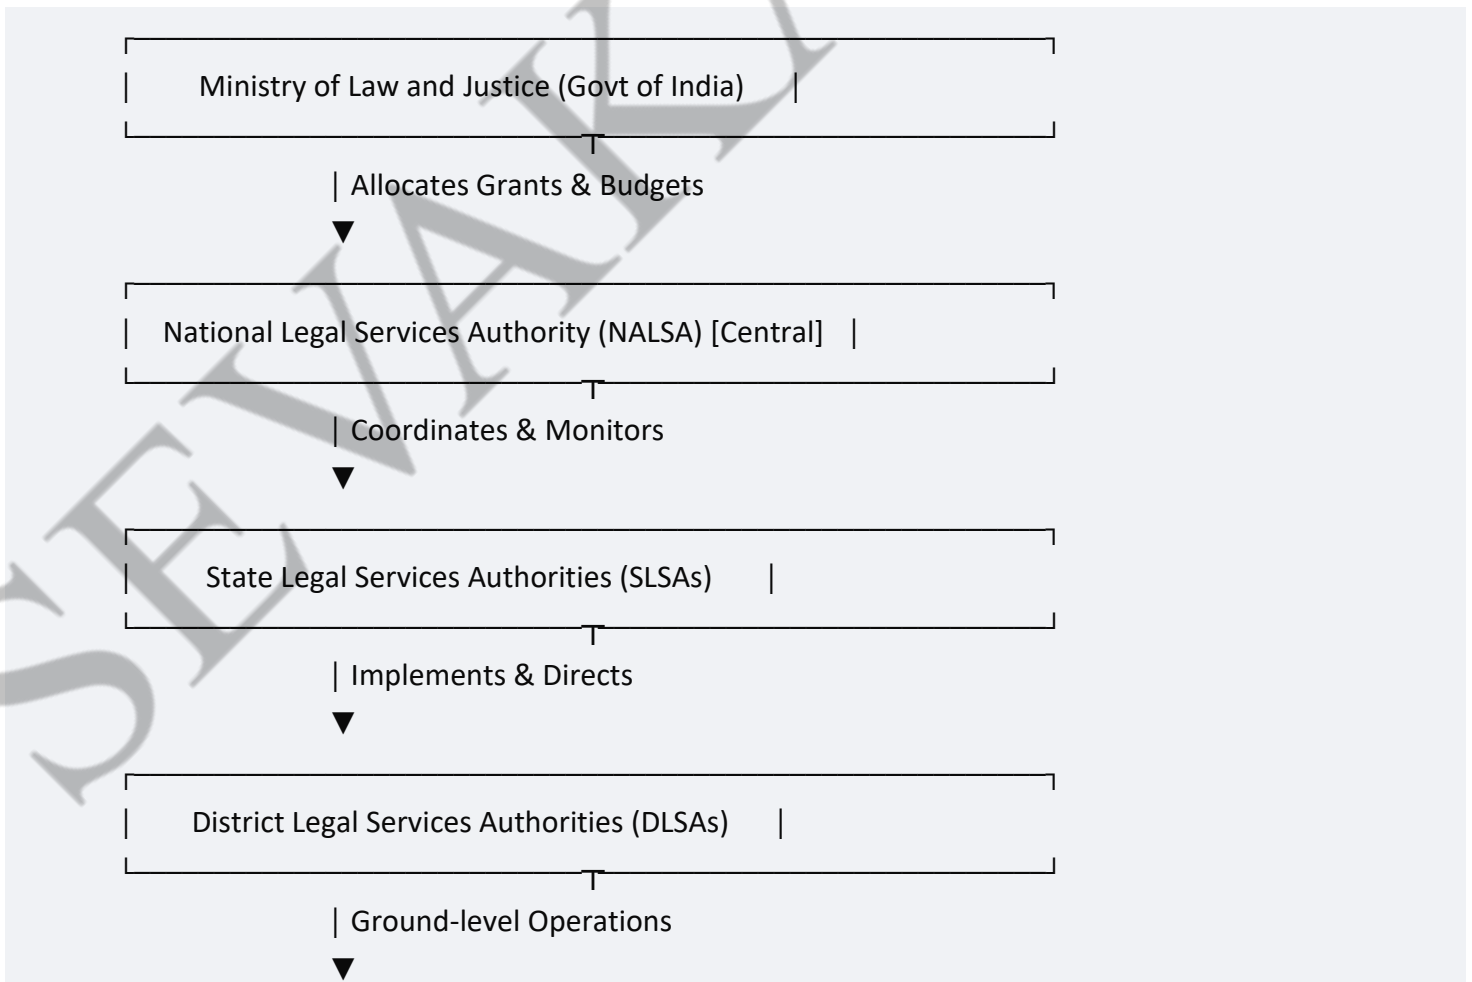 Ministry of Law and Justice (Govt of India)
| Allocates Grants & Budgets
▼
National Legal Services Authority (NALSA) [Central]
| Coordinates & Monitors
▼
State Legal Services Authorities (SLSAs)
| Implements & Directs
▼
District Legal Services Authorities (DLSAs)
| Ground-level Operations
▼
SEVAK